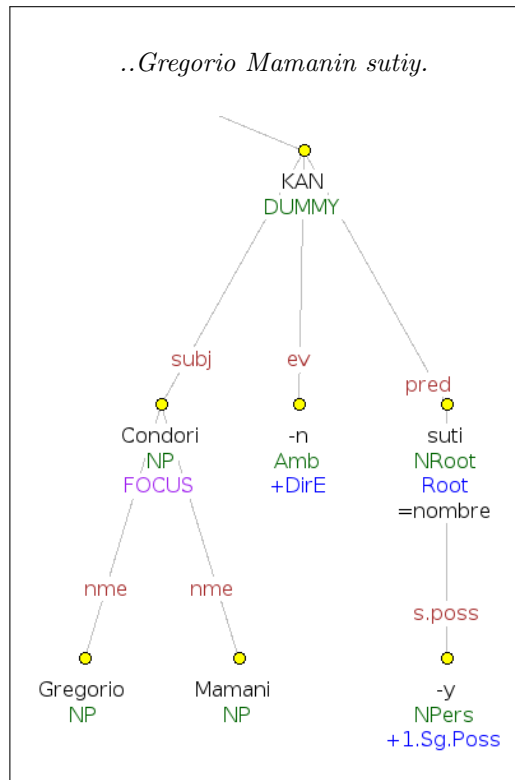 ..Gregorio Mamanin sutiy.
KAN
DUMMY
subj ev pred
Condori -n suti
NP Amb NRoot
FOCUS +DirE Root
=nombre
nme nme s.poss
Gregorio Mamani -y
NP NP NPers
+1.Sg.Poss